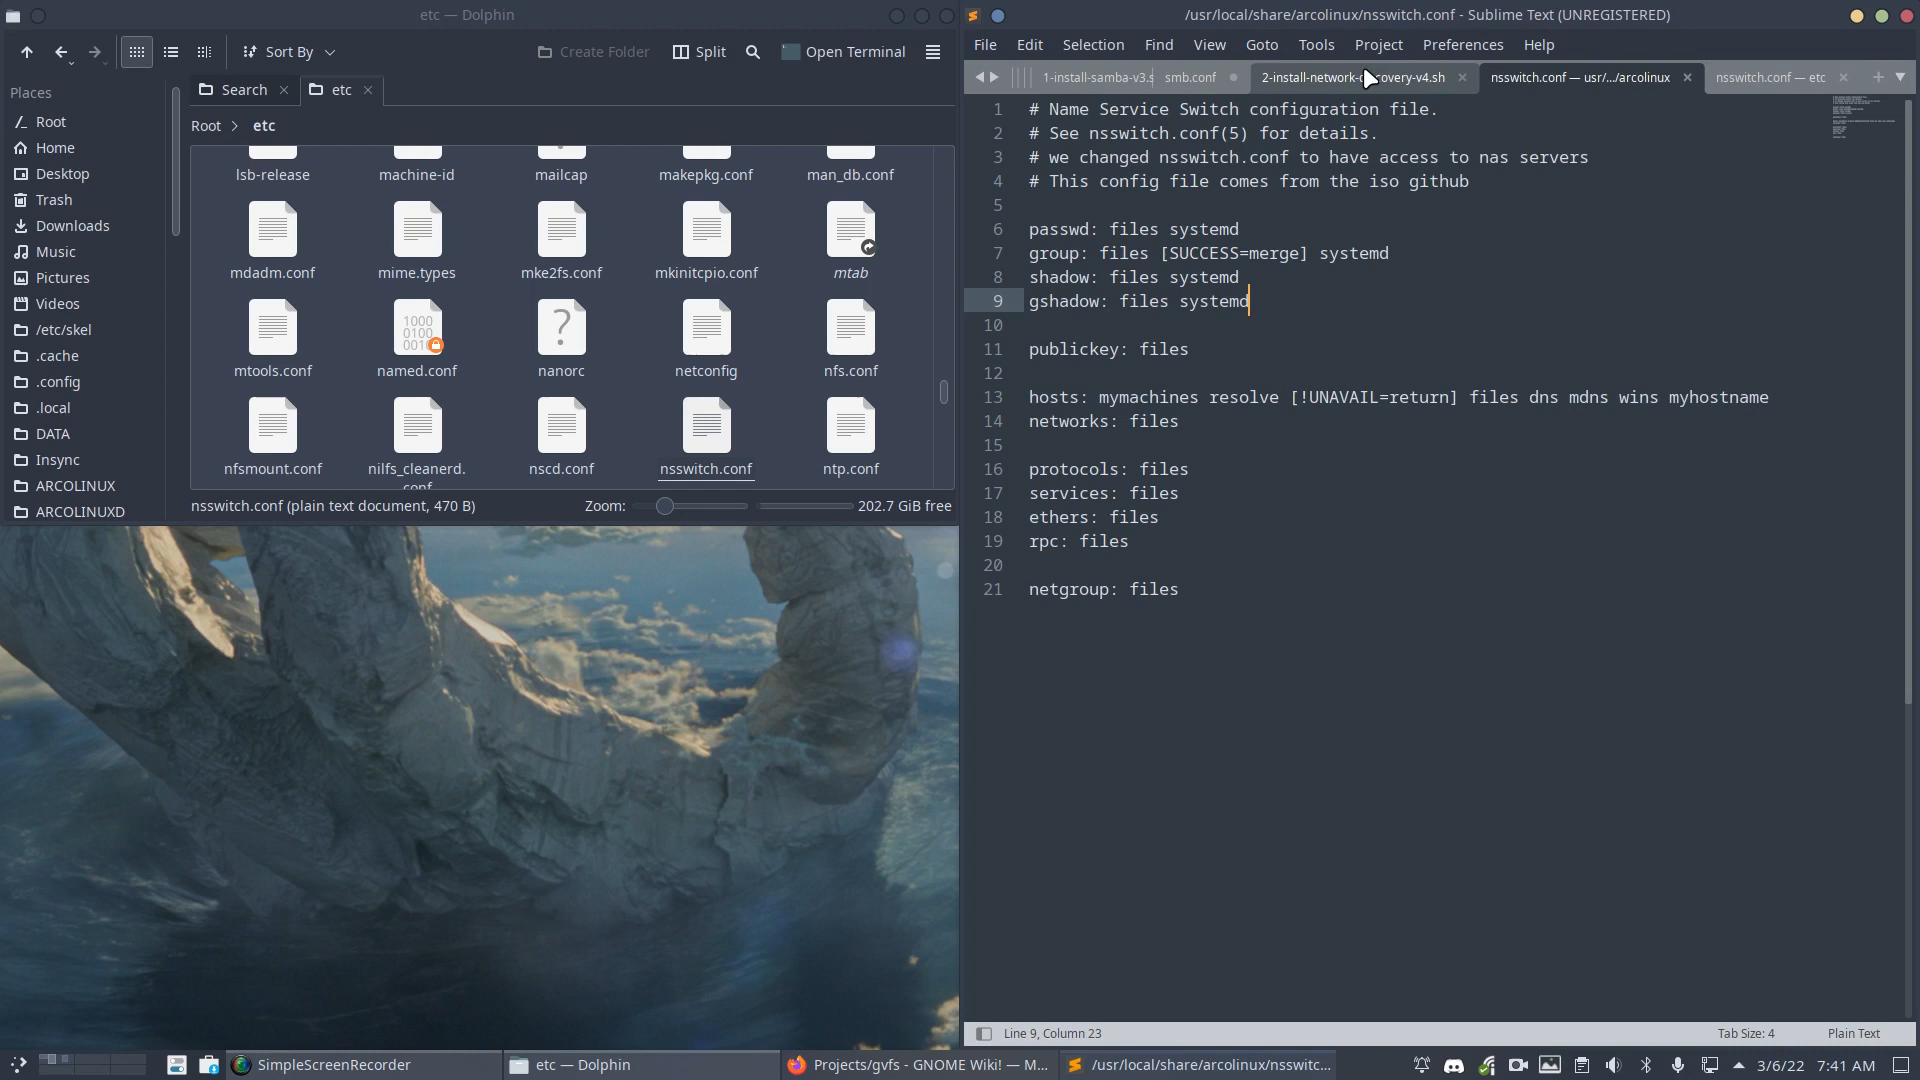 etc — Dolphin
Sort By
Create Folder
Split
Open Terminal
Places
Root
Home
Desktop
Trash
Downloads
Music
Pictures
Videos
/etc/skel
.cache
.config
.local
DATA
Insync
ARCOLINUX
ARCOLINUXD
Search
etc
Root > etc
lsb-release
machine-id
mailcap
makepkg.conf
man_db.conf
mdadm.conf
mime.types
mke2fs.conf
mkinitcpio.conf
mtab
mtools.conf
named.conf
nanorc
netconfig
nfs.conf
nfsmount.conf
nilfs_cleanerd.
conf
nscd.conf
nsswitch.conf
ntp.conf
nsswitch.conf (plain text document, 470 B)
Zoom:
202.7 GiB free
/usr/local/share/arcolinux/nsswitch.conf - Sublime Text (UNREGISTERED)
File Edit Selection Find View Goto Tools Project Preferences Help
1-install-samba-v3.s
smb.conf
2-install-network-d covery-v4.sh
nsswitch.conf — usr/.../arcolinux
nsswitch.conf — etc
1 # Name Service Switch configuration file.
2 # See nsswitch.conf(5) for details.
3 # we changed nsswitch.conf to have access to nas servers
4 # This config file comes from the iso github
5
6 passwd: files systemd
7 group: files [SUCCESS=merge] systemd
8 shadow: files systemd
9 gshadow: files systemd
10
11 publickey: files
12
13 hosts: mymachines resolve [!UNAVAIL=return] files dns mdns wins myhostname
14 networks: files
15
16 protocols: files
17 services: files
18 ethers: files
19 rpc: files
20
21 netgroup: files
Line 9, Column 23
Tab Size: 4
Plain Text
SimpleScreenRecorder
etc — Dolphin
Projects/gvfs - GNOME Wiki! — M...
/usr/local/share/arcolinux/nsswitc...
3/6/22
7:41 AM